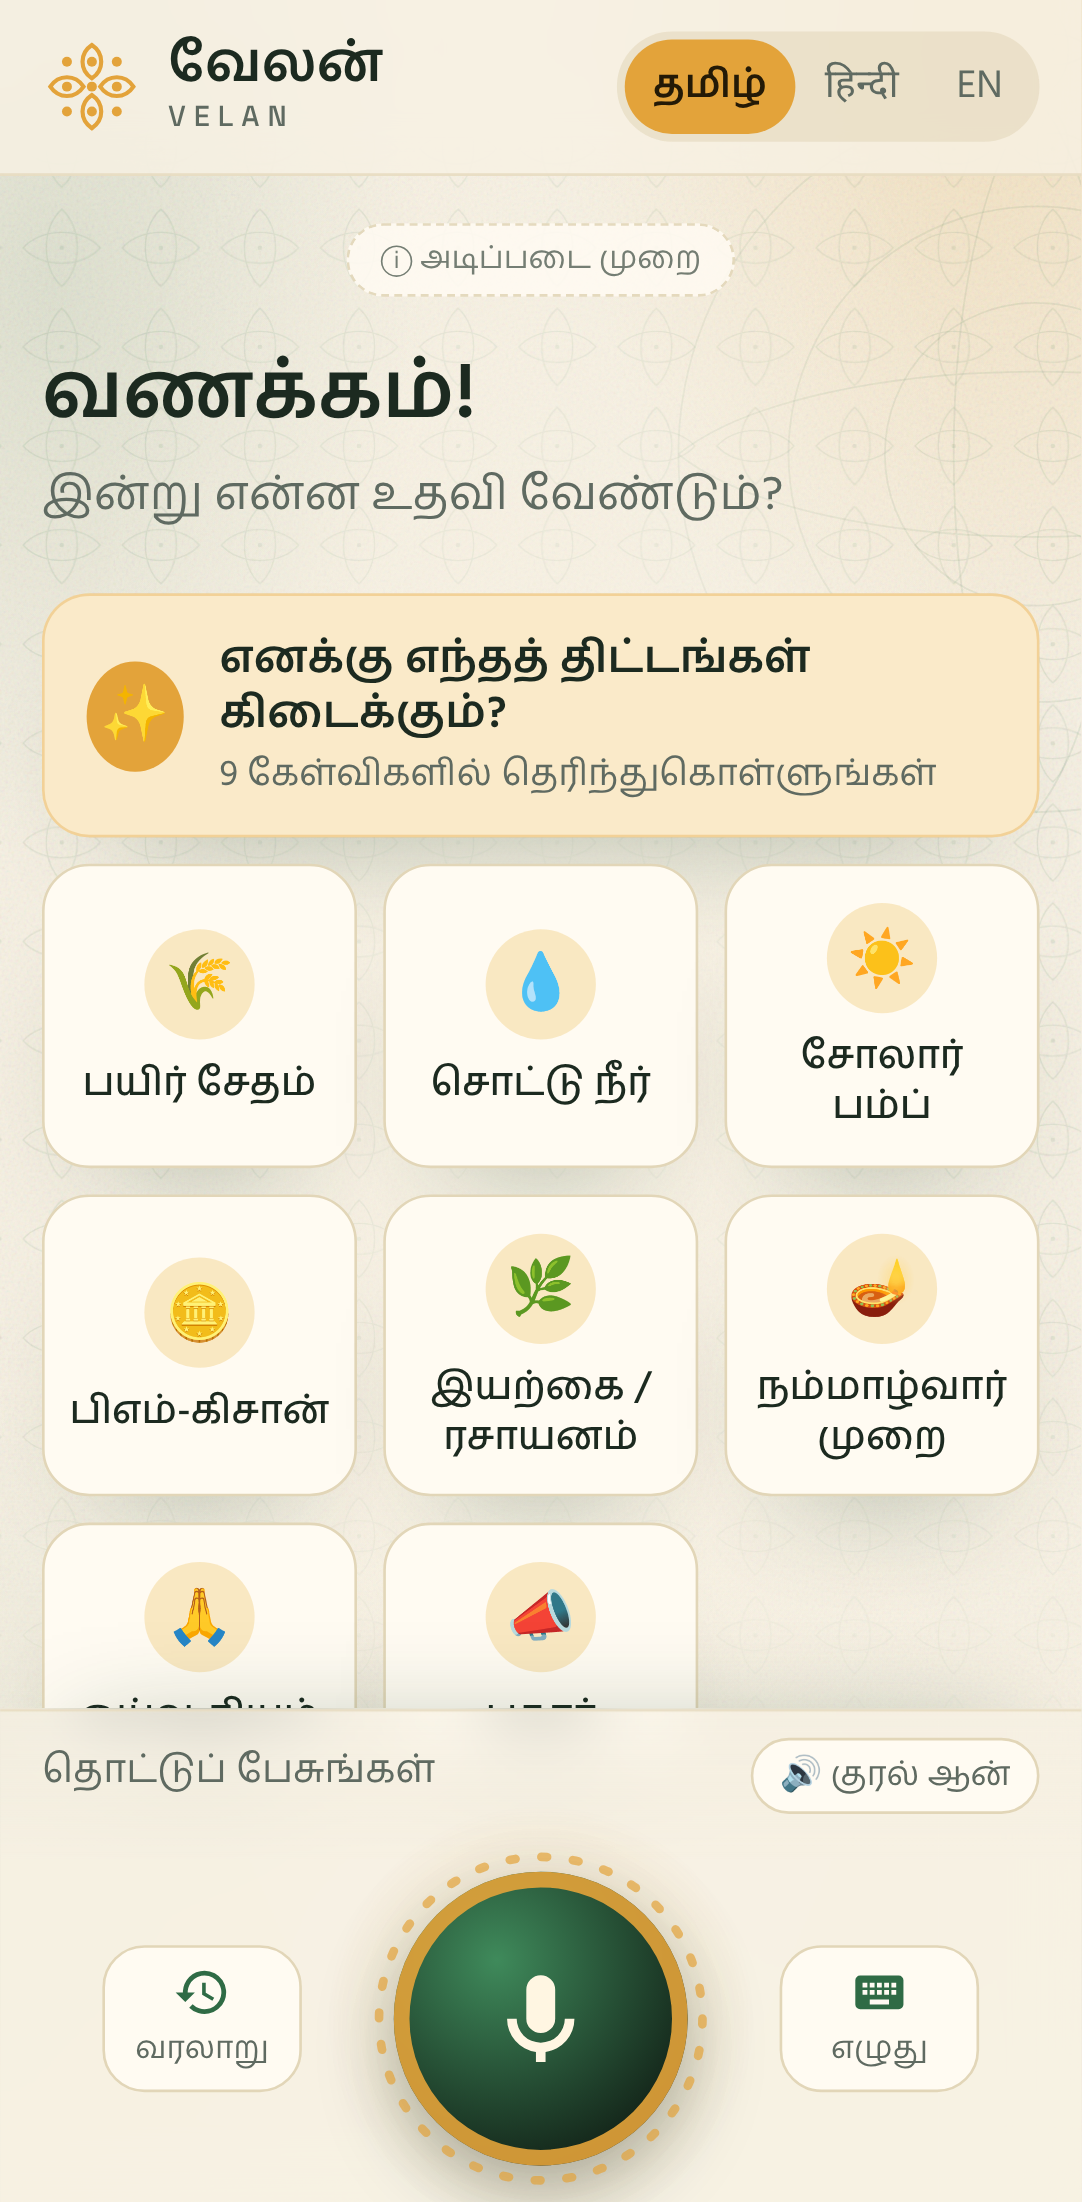 வேலன்
VELAN
தமிழ்
हिन्दी
EN
ⓘ அடிப்படை முறை
வணக்கம்!
இன்று என்ன உதவி வேண்டும்?
எனக்கு எந்தத் திட்டங்கள்
கிடைக்கும்?
9 கேள்விகளில் தெரிந்துகொள்ளுங்கள்
பயிர் சேதம்
சொட்டு நீர்
சோலார்
பம்ப்
பிஎம்-கிசான்
இயற்கை /
ரசாயனம்
நம்மாழ்வார்
முறை
தொட்டுப் பேசுங்கள்
குரல் ஆன்
வரலாறு
எழுது